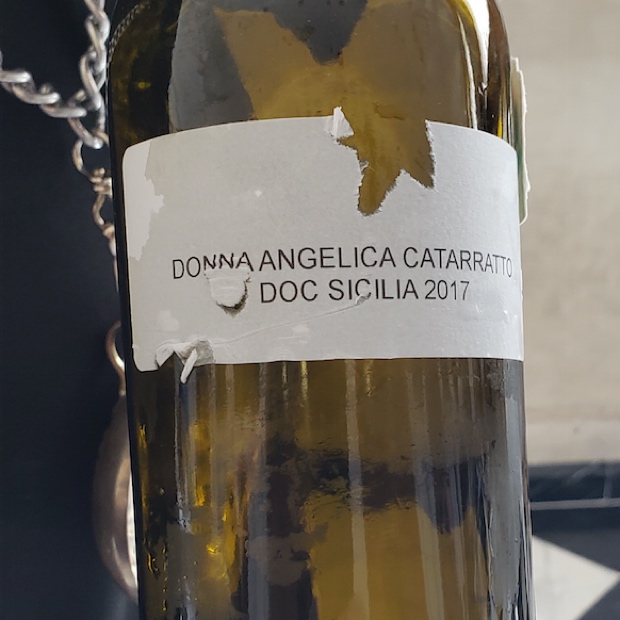 DONNA ANGELICA CATARRATTO
DOC SICILIA 2017